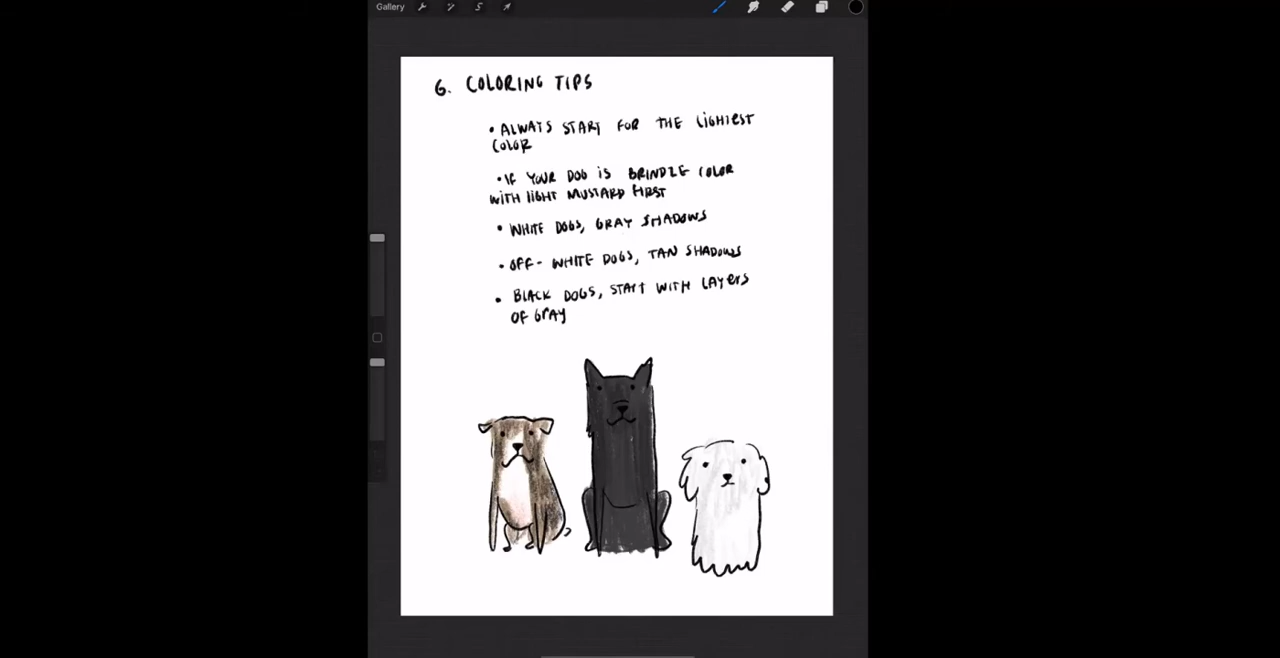 Gallery
6. COLORING TIPS
• ALWAYS START FOR THE LIGHTEST
COLOR
• IF YOUR DOG IS BRINDLE COLOR
WITH LIGHT MUSTARD FIRST
• WHITE DOGS, GRAY SHADOWS
• OFF-WHITE DOGS, TAN SHADOWS
• BLACK DOGS, START WITH LAYERS
OF GRAY